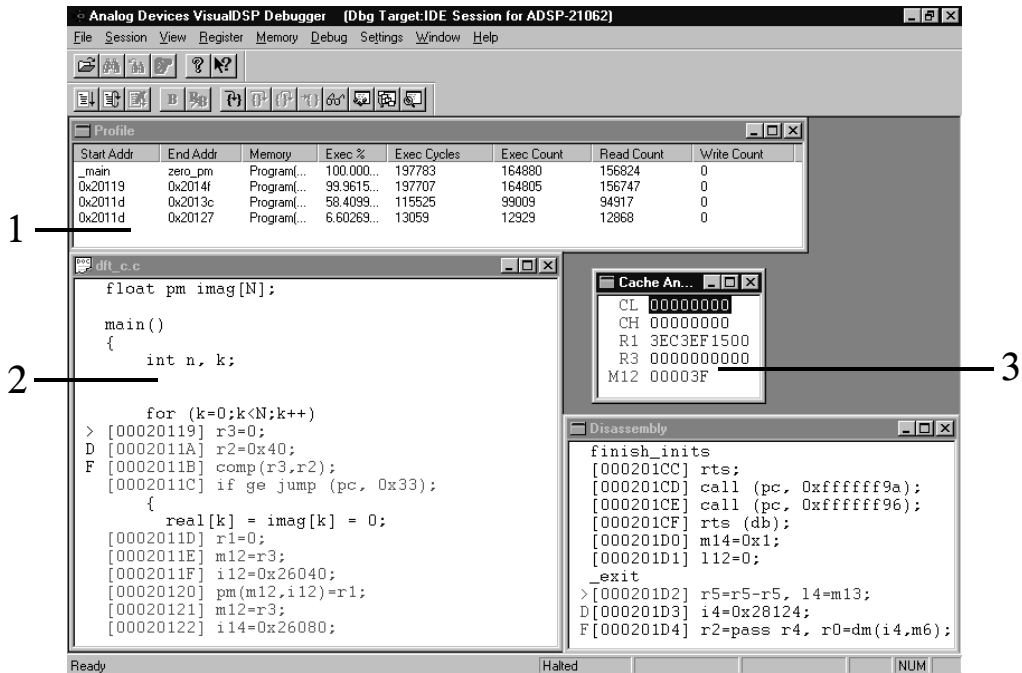 Analog Devices VisualDSP Debugger (Dbg Target:IDE Session for ADSP-21062)
File Session View Register Memory Debug Settings Window Help
Profile
Start Addr End Addr Memory Exec % Exec Cycles Exec Count Read Count Write Count
_main zero_pm Program(... 100.000... 197783 164880 156824 0
0x20119 0x2014f Program(... 99.9615... 197707 164805 156747 0
0x2011d 0x2013c Program(... 58.4099... 115525 99009 94917 0
0x2011d 0x20127 Program(... 6.60269... 13059 12929 12868 0
1
dft_c.c
float pm imag[N];
main()
{
int n, k;
2
for (k=0;k<N;k++)
> [00020119] r3=0;
D [0002011A] r2=0x40;
F [0002011B] comp(r3,r2);
[0002011C] if ge jump (pc, 0x33);
{
real[k] = imag[k] = 0;
[0002011D] r1=0;
[0002011E] m12=r3;
[0002011F] i12=0x26040;
[00020120] pm(m12,i12)=r1;
[00020121] m12=r3;
[00020122] i14=0x26080;
Cache An...
CL 00000000
CH 00000000
R1 3EC3EF1500
R3 0000000000
M12 00003F
3
Disassembly
finish_inits
[000201CC] rts;
[000201CD] call (pc, 0xffffff9a);
[000201CE] call (pc, 0xffffff96);
[000201CF] rts (db);
[000201D0] m14=0x1;
[000201D1] l12=0;
_exit
>[000201D2] r5=r5-r5, l4=m13;
D[000201D3] i4=0x28124;
F[000201D4] r2=pass r4, r0=dm(i4,m6);
Ready Halted NUM